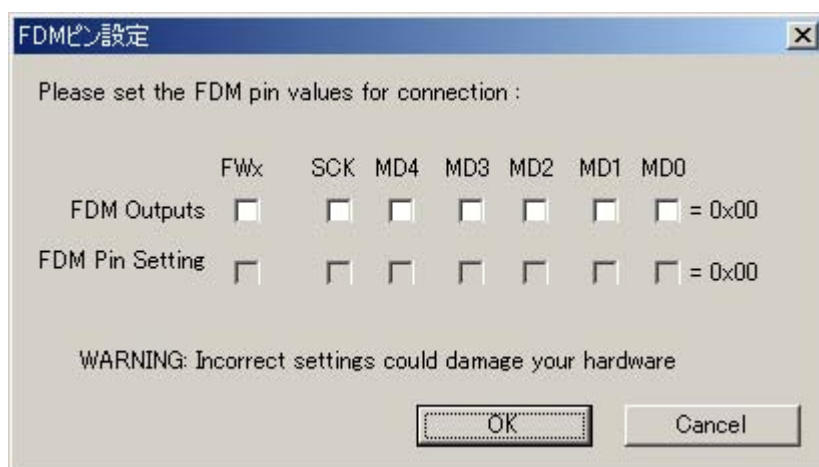 FDMピン設定
Please set the FDM pin values for connection :
FWx SCK MD4 MD3 MD2 MD1 MD0
FDM Outputs = 0x00
FDM Pin Setting = 0x00
WARNING: Incorrect settings could damage your hardware
OK Cancel